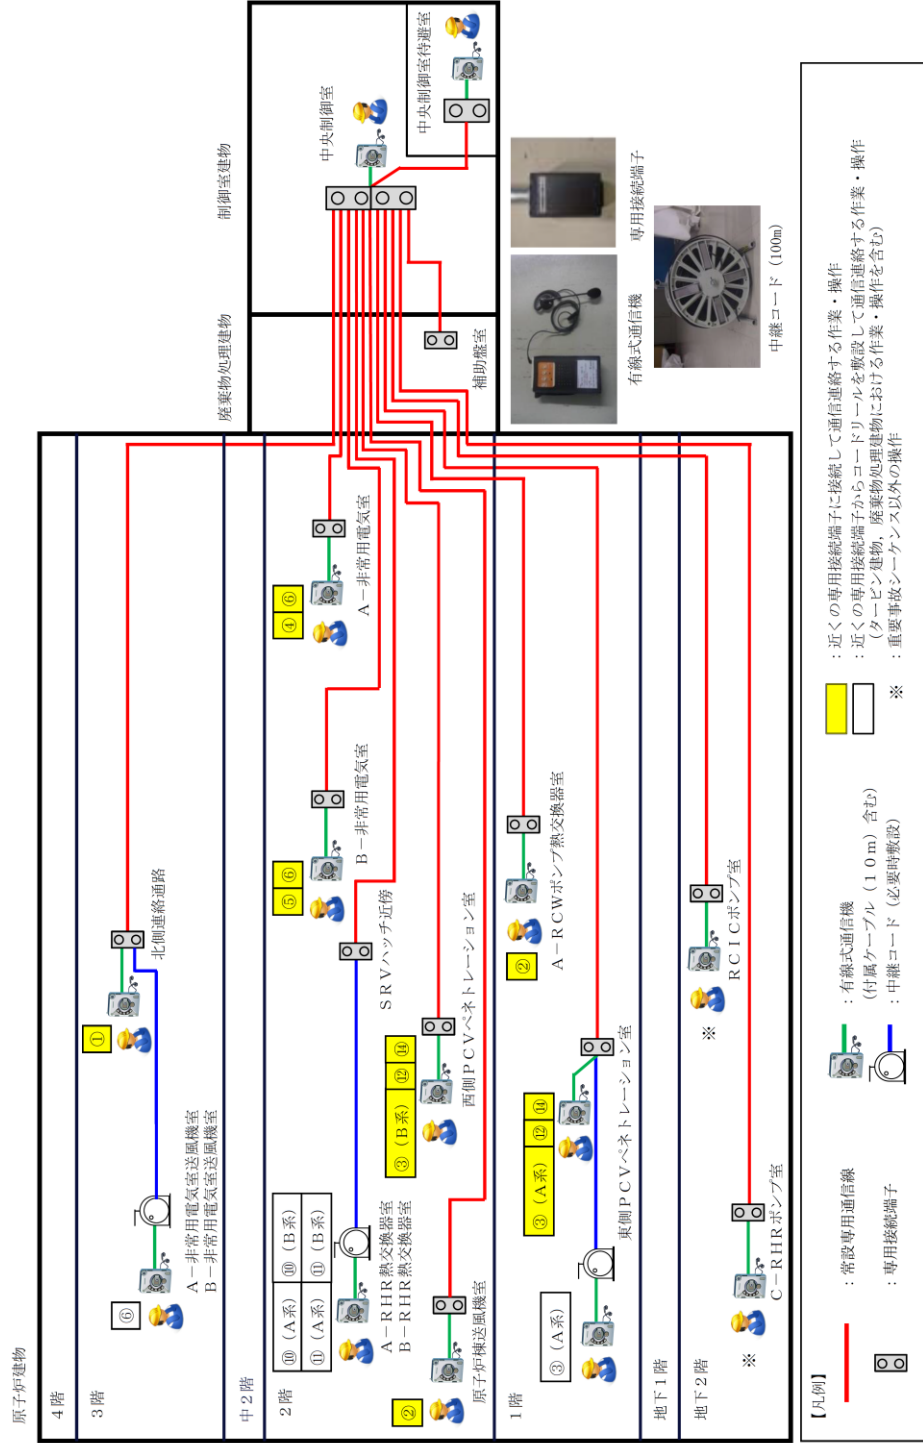 原子炉建物
廃棄物処理建物
制御室建物
中央制御室
中央制御室待避室
補助盤室
4階
3階
①
北側連絡通路
⑥
A-非常用電気室送風機室
B-非常用電気室送風機室
中2階
2階
④ ⑥
A-非常用電気室
⑤ ⑥
B-非常用電気室
SRVハッチ近傍
⑩(A系) ⑩(B系)
⑪(A系) ⑪(B系)
A-RHR熱交換器室
B-RHR熱交換器室
③(B系) ⑫ ⑭
西側PCVペネトレーション室
②
原子炉棟送風機室
1階
②
A-RCWポンプ熱交換器室
③(A系) ⑫ ⑭
東側PCVペネトレーション室
③(A系)
地下1階
地下2階
※
RCICポンプ室
※
C-RHRポンプ室
有線式通信機
専用接続端子
中継コード(100m)
【凡例】
:常設専用通信線
:専用接続端子
:有線式通信機
(付属ケーブル(10m)含む)
:中継コード(必要時敷設)
:近くの専用接続端子に接続して通信連絡する作業・操作
:近くの専用接続端子からコードリールを敷設して通信連絡する作業・操作
(タービン建物,廃棄物処理建物における作業・操作を含む)
※ :重要事故シーケンス以外の操作